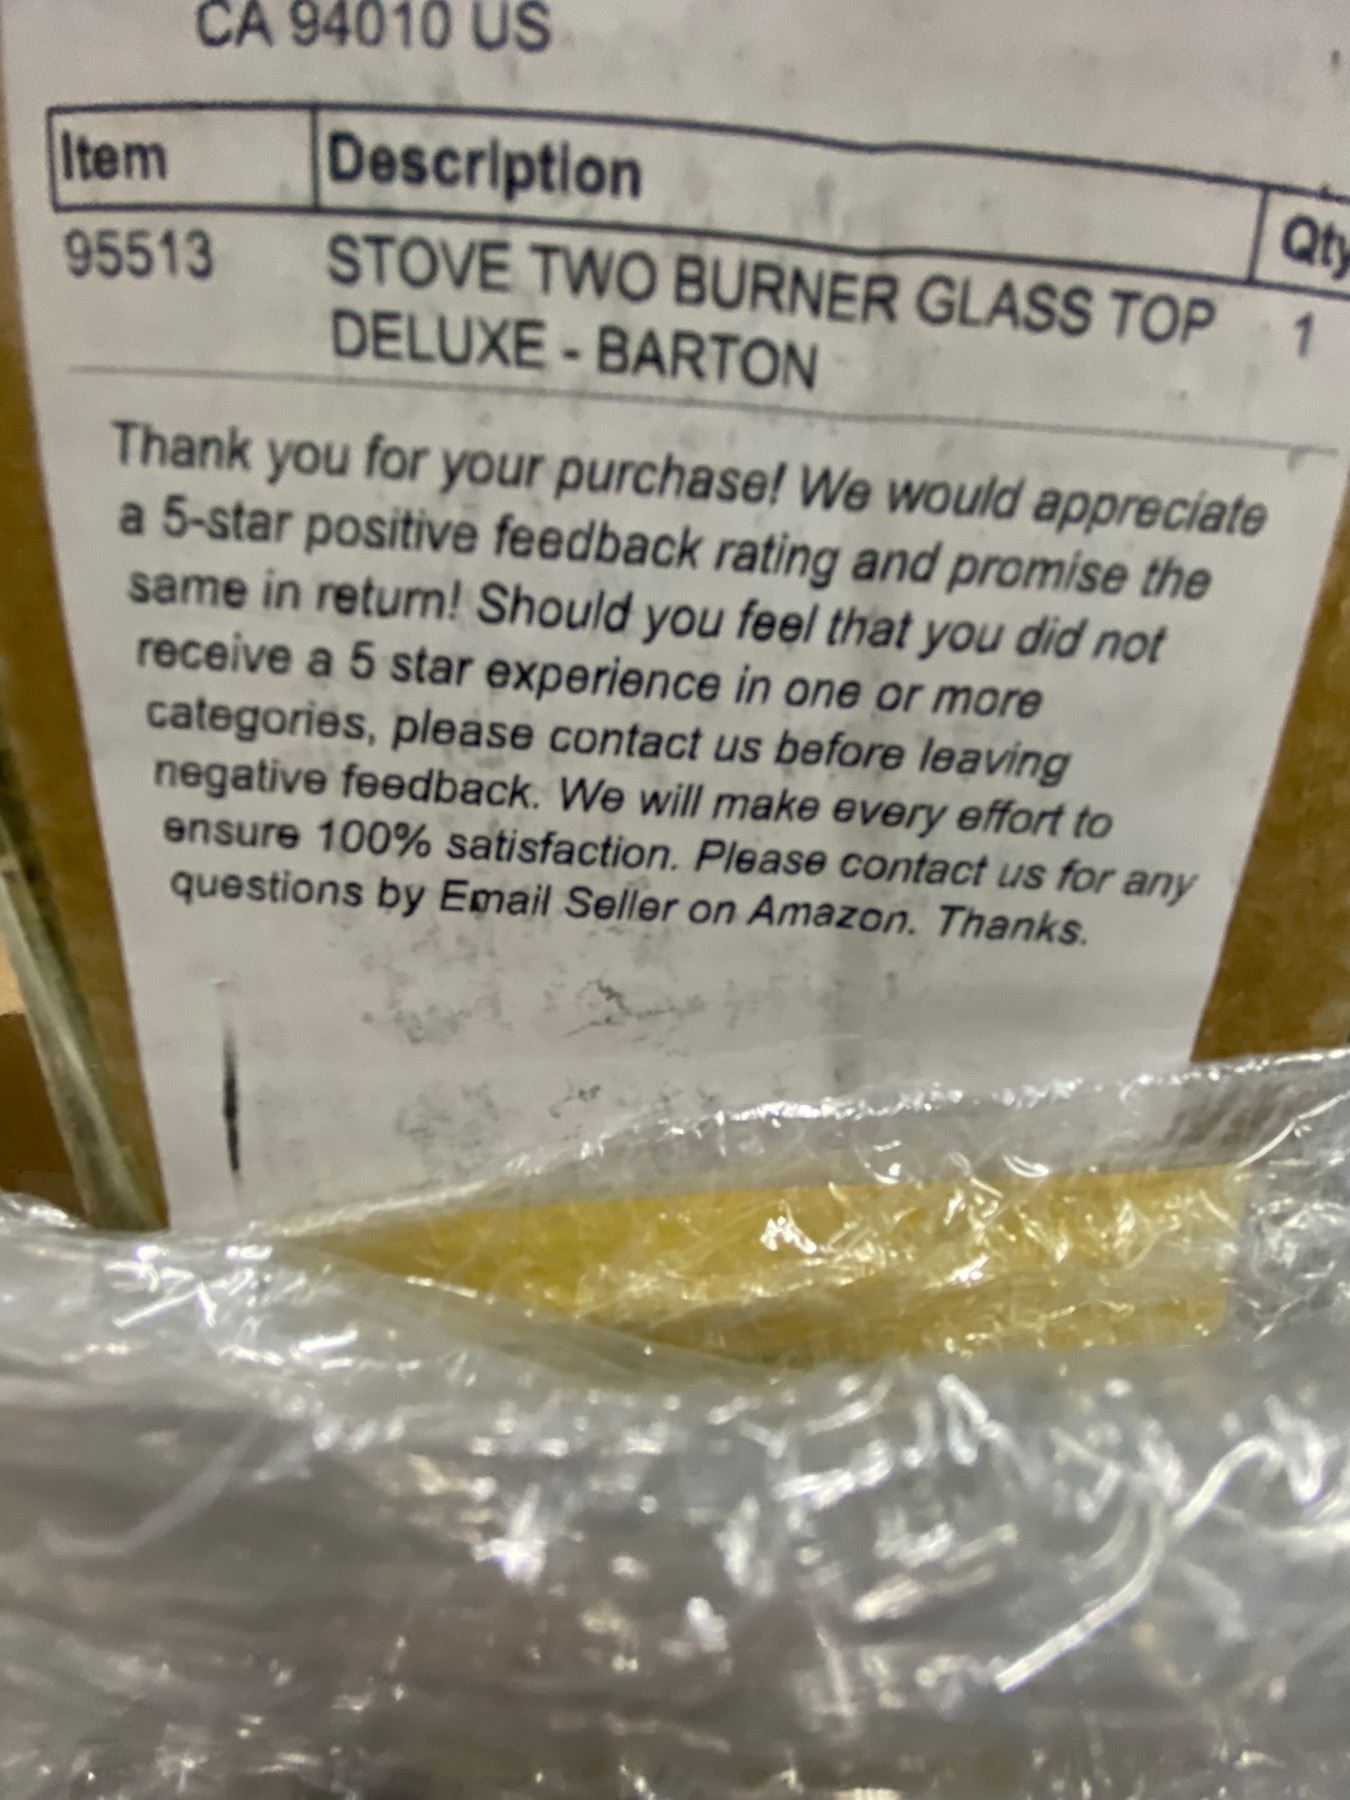 CA 94010 US
Item Description Qty
95513 STOVE TWO BURNER GLASS TOP 1
DELUXE - BARTON
Thank you for your purchase! We would appreciate
a 5-star positive feedback rating and promise the
same in return! Should you feel that you did not
receive a 5 star experience in one or more
categories, please contact us before leaving
negative feedback. We will make every effort to
ensure 100% satisfaction. Please contact us for any
questions by Email Seller on Amazon. Thanks.